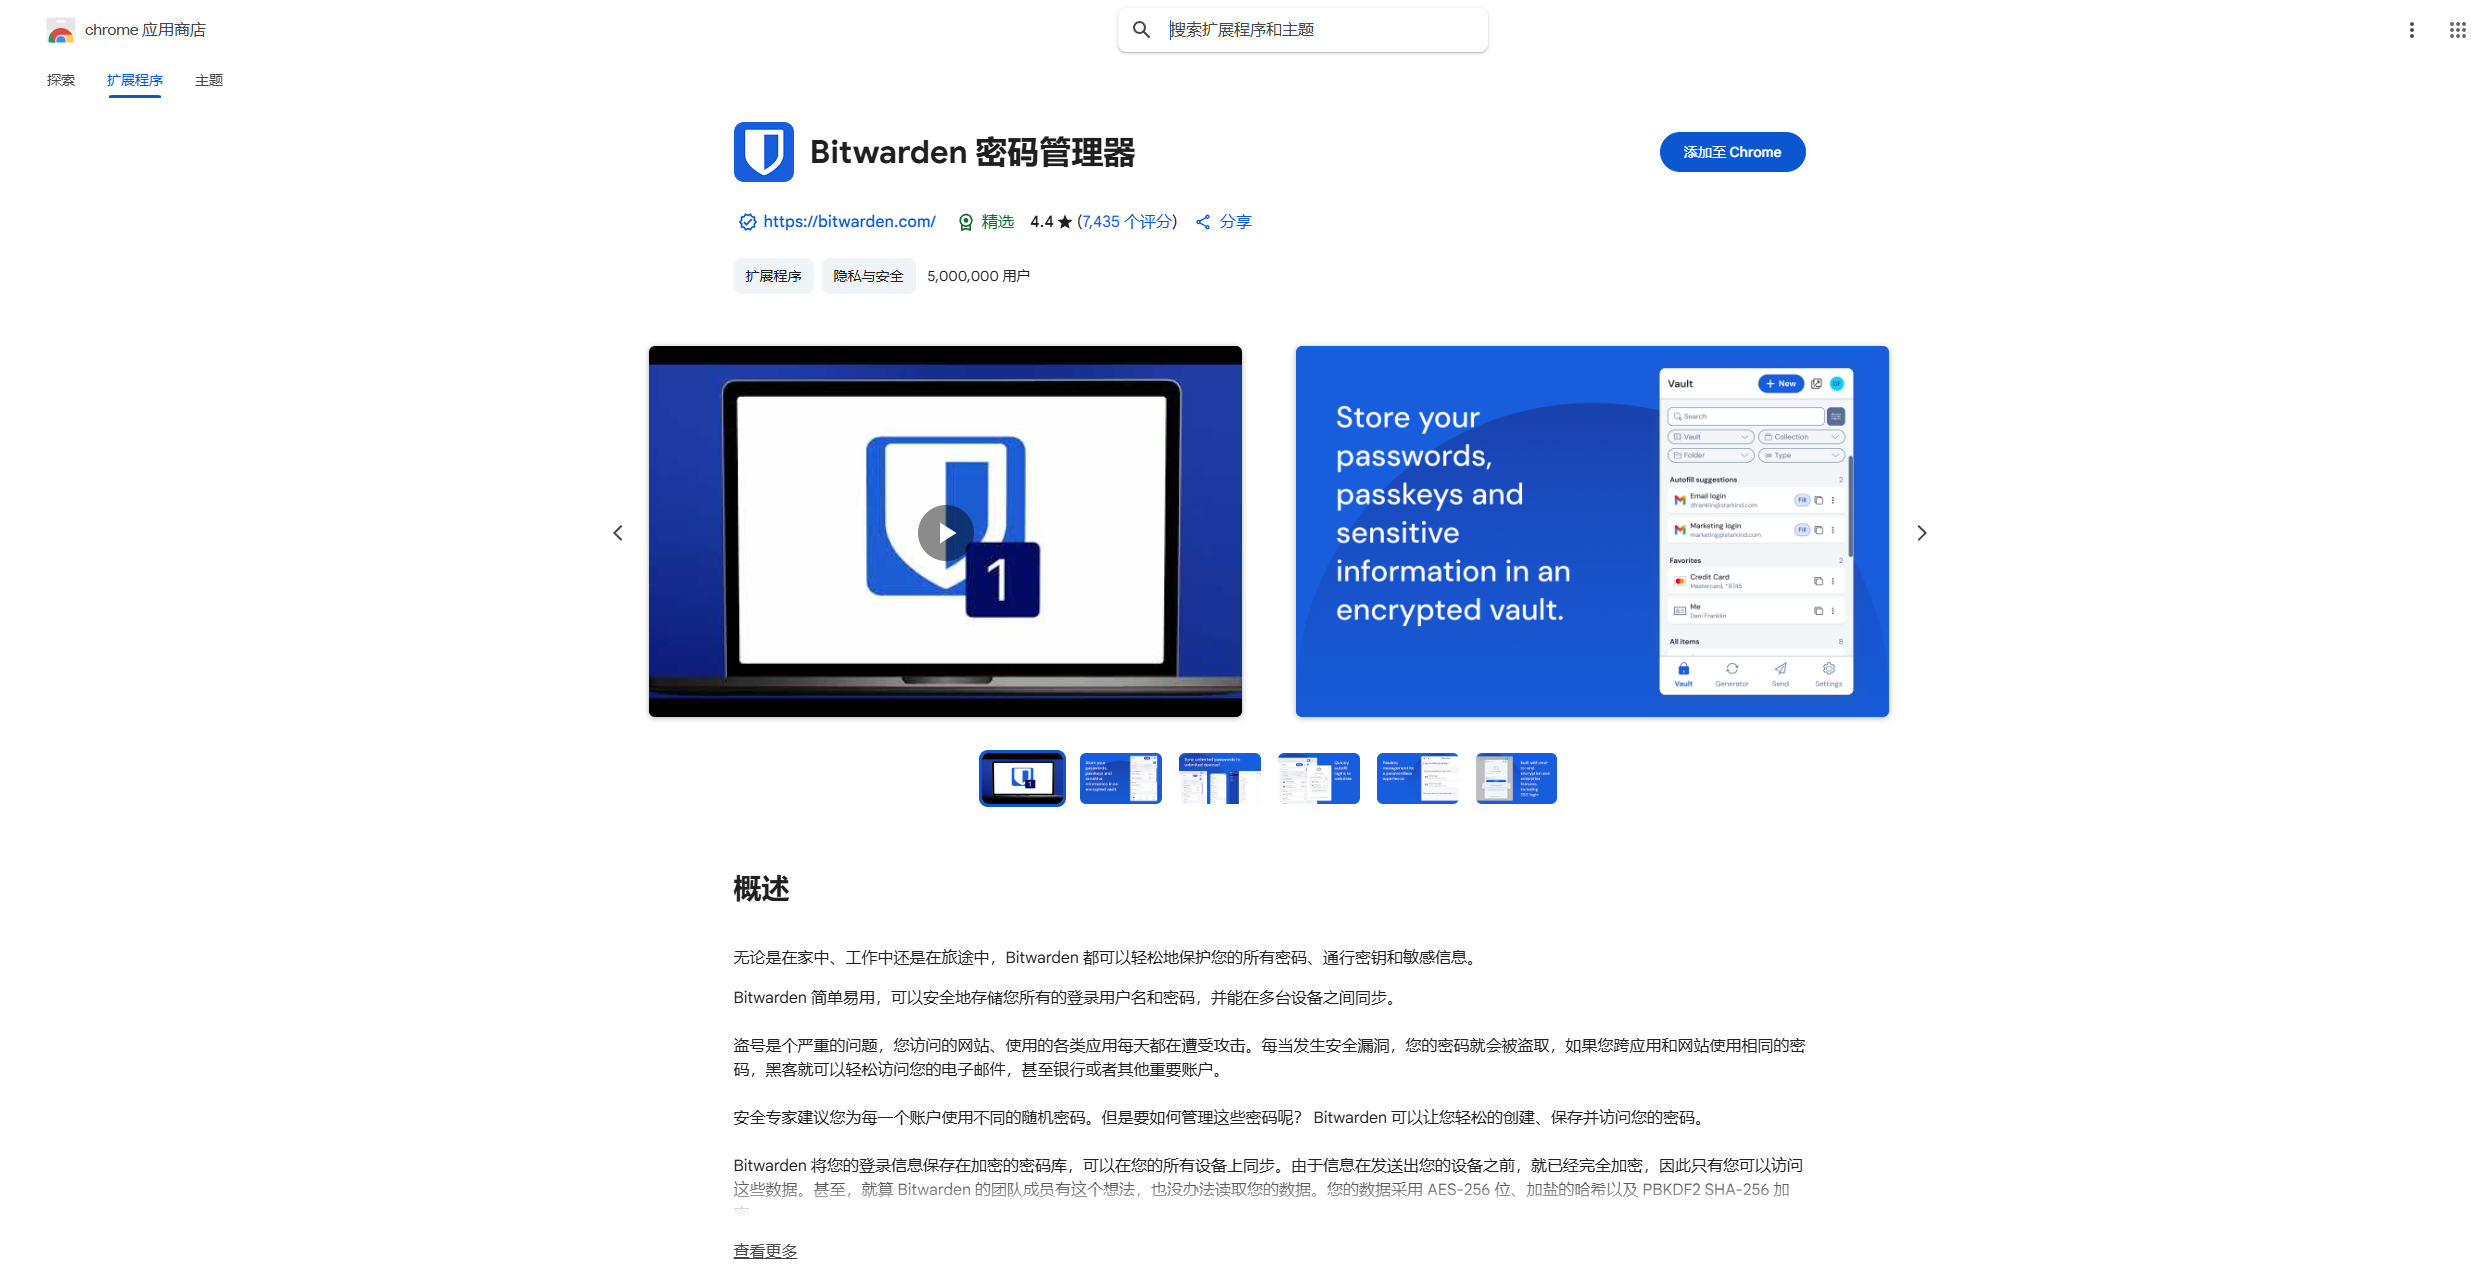 chrome 应用商店
搜索扩展程序和主题
探索
扩展程序
主题
Bitwarden 密码管理器
添加至 Chrome
https://bitwarden.com/
精选
4.4 ★ (7,435 个评分)
分享
扩展程序
隐私与安全
5,000,000 用户
1
Store your
passwords,
passkeys and
sensitive
information in an
encrypted vault.
Vault
+ New
DF
Search
Vault
Collection
Folder
Type
Autofill suggestions 2
Email login
dfranklin@starkind.com
Fill
Marketing login
marketing@starkind.com
Fill
Favorites 2
Credit Card
Mastercard, *9745
Me
Dani Franklin
All items 8
Vault
Generator
Send
Settings
概述
无论是在家中、工作中还是在旅途中，Bitwarden 都可以轻松地保护您的所有密码、通行密钥和敏感信息。
Bitwarden 简单易用，可以安全地存储您所有的登录用户名和密码，并能在多台设备之间同步。
盗号是个严重的问题，您访问的网站、使用的各类应用每天都在遭受攻击。每当发生安全漏洞，您的密码就会被盗取，如果您跨应用和网站使用相同的密
码，黑客就可以轻松访问您的电子邮件，甚至银行或者其他重要账户。
安全专家建议您为每一个账户使用不同的随机密码。但是要如何管理这些密码呢？ Bitwarden 可以让您轻松的创建、保存并访问您的密码。
Bitwarden 将您的登录信息保存在加密的密码库，可以在您的所有设备上同步。由于信息在发送出您的设备之前，就已经完全加密，因此只有您可以访问
这些数据。甚至，就算 Bitwarden 的团队成员有这个想法，也没办法读取您的数据。您的数据采用 AES-256 位、加盐的哈希以及 PBKDF2 SHA-256 加
查看更多